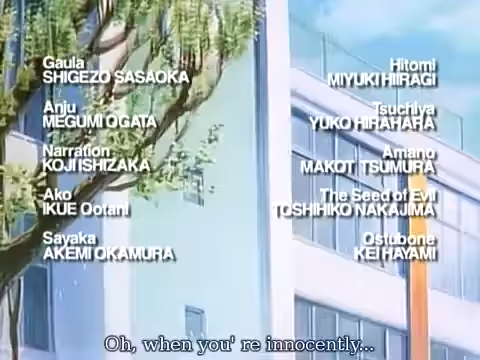 Gaula
SHIGEZO SASAOKA
Anju
MEGUMI OGATA
Narration
KOJI ISHIZAKA
Ako
IKUE Ootani
Sayaka
AKEMI OKAMURA
Hitomi
MIYUKI HIIRAGI
Tsuchiya
YUKO HIRAHARA
Amano
MAKOT TSUMURA
The Seed of Evil
TOSHIHIKO NAKAJIMA
Ostubone
KEI HAYAMI
Oh, when you' re innocently...